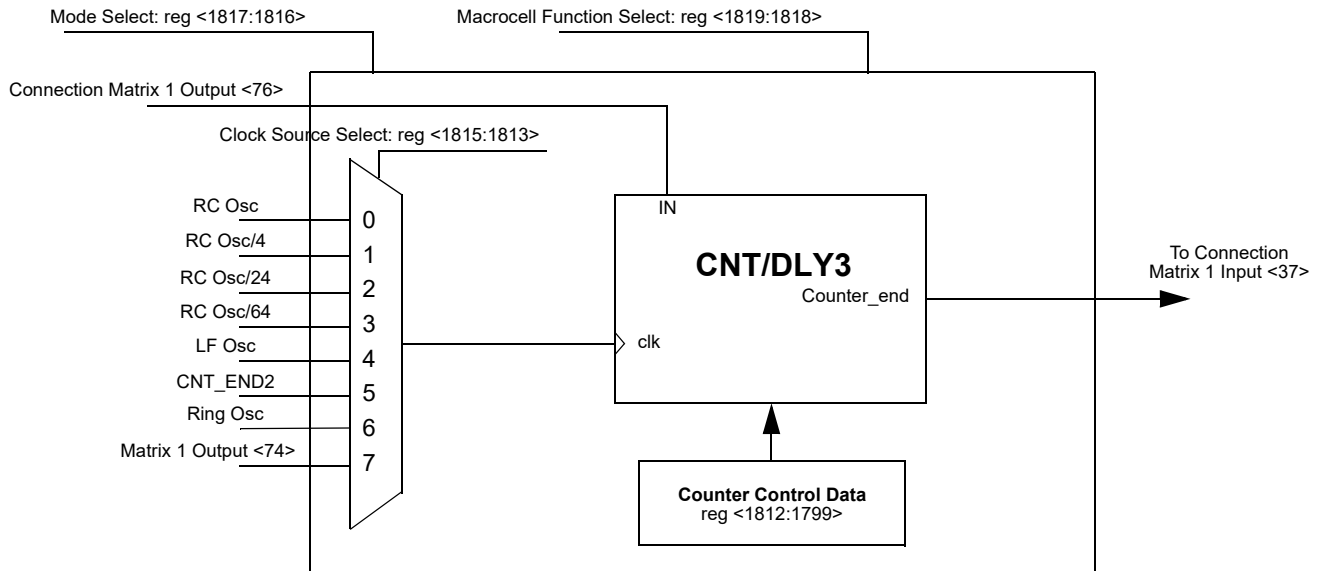 Mode Select: reg <1817:1816>
Macrocell Function Select: reg <1819:1818>
Connection Matrix 1 Output <76>
Clock Source Select: reg <1815:1813>
RC Osc
0
RC Osc/4
1
RC Osc/24
2
RC Osc/64
3
LF Osc
4
CNT_END2
5
Ring Osc
6
Matrix 1 Output <74>
7
IN
CNT/DLY3
Counter_end
clk
To Connection
Matrix 1 Input <37>
Counter Control Data
reg <1812:1799>